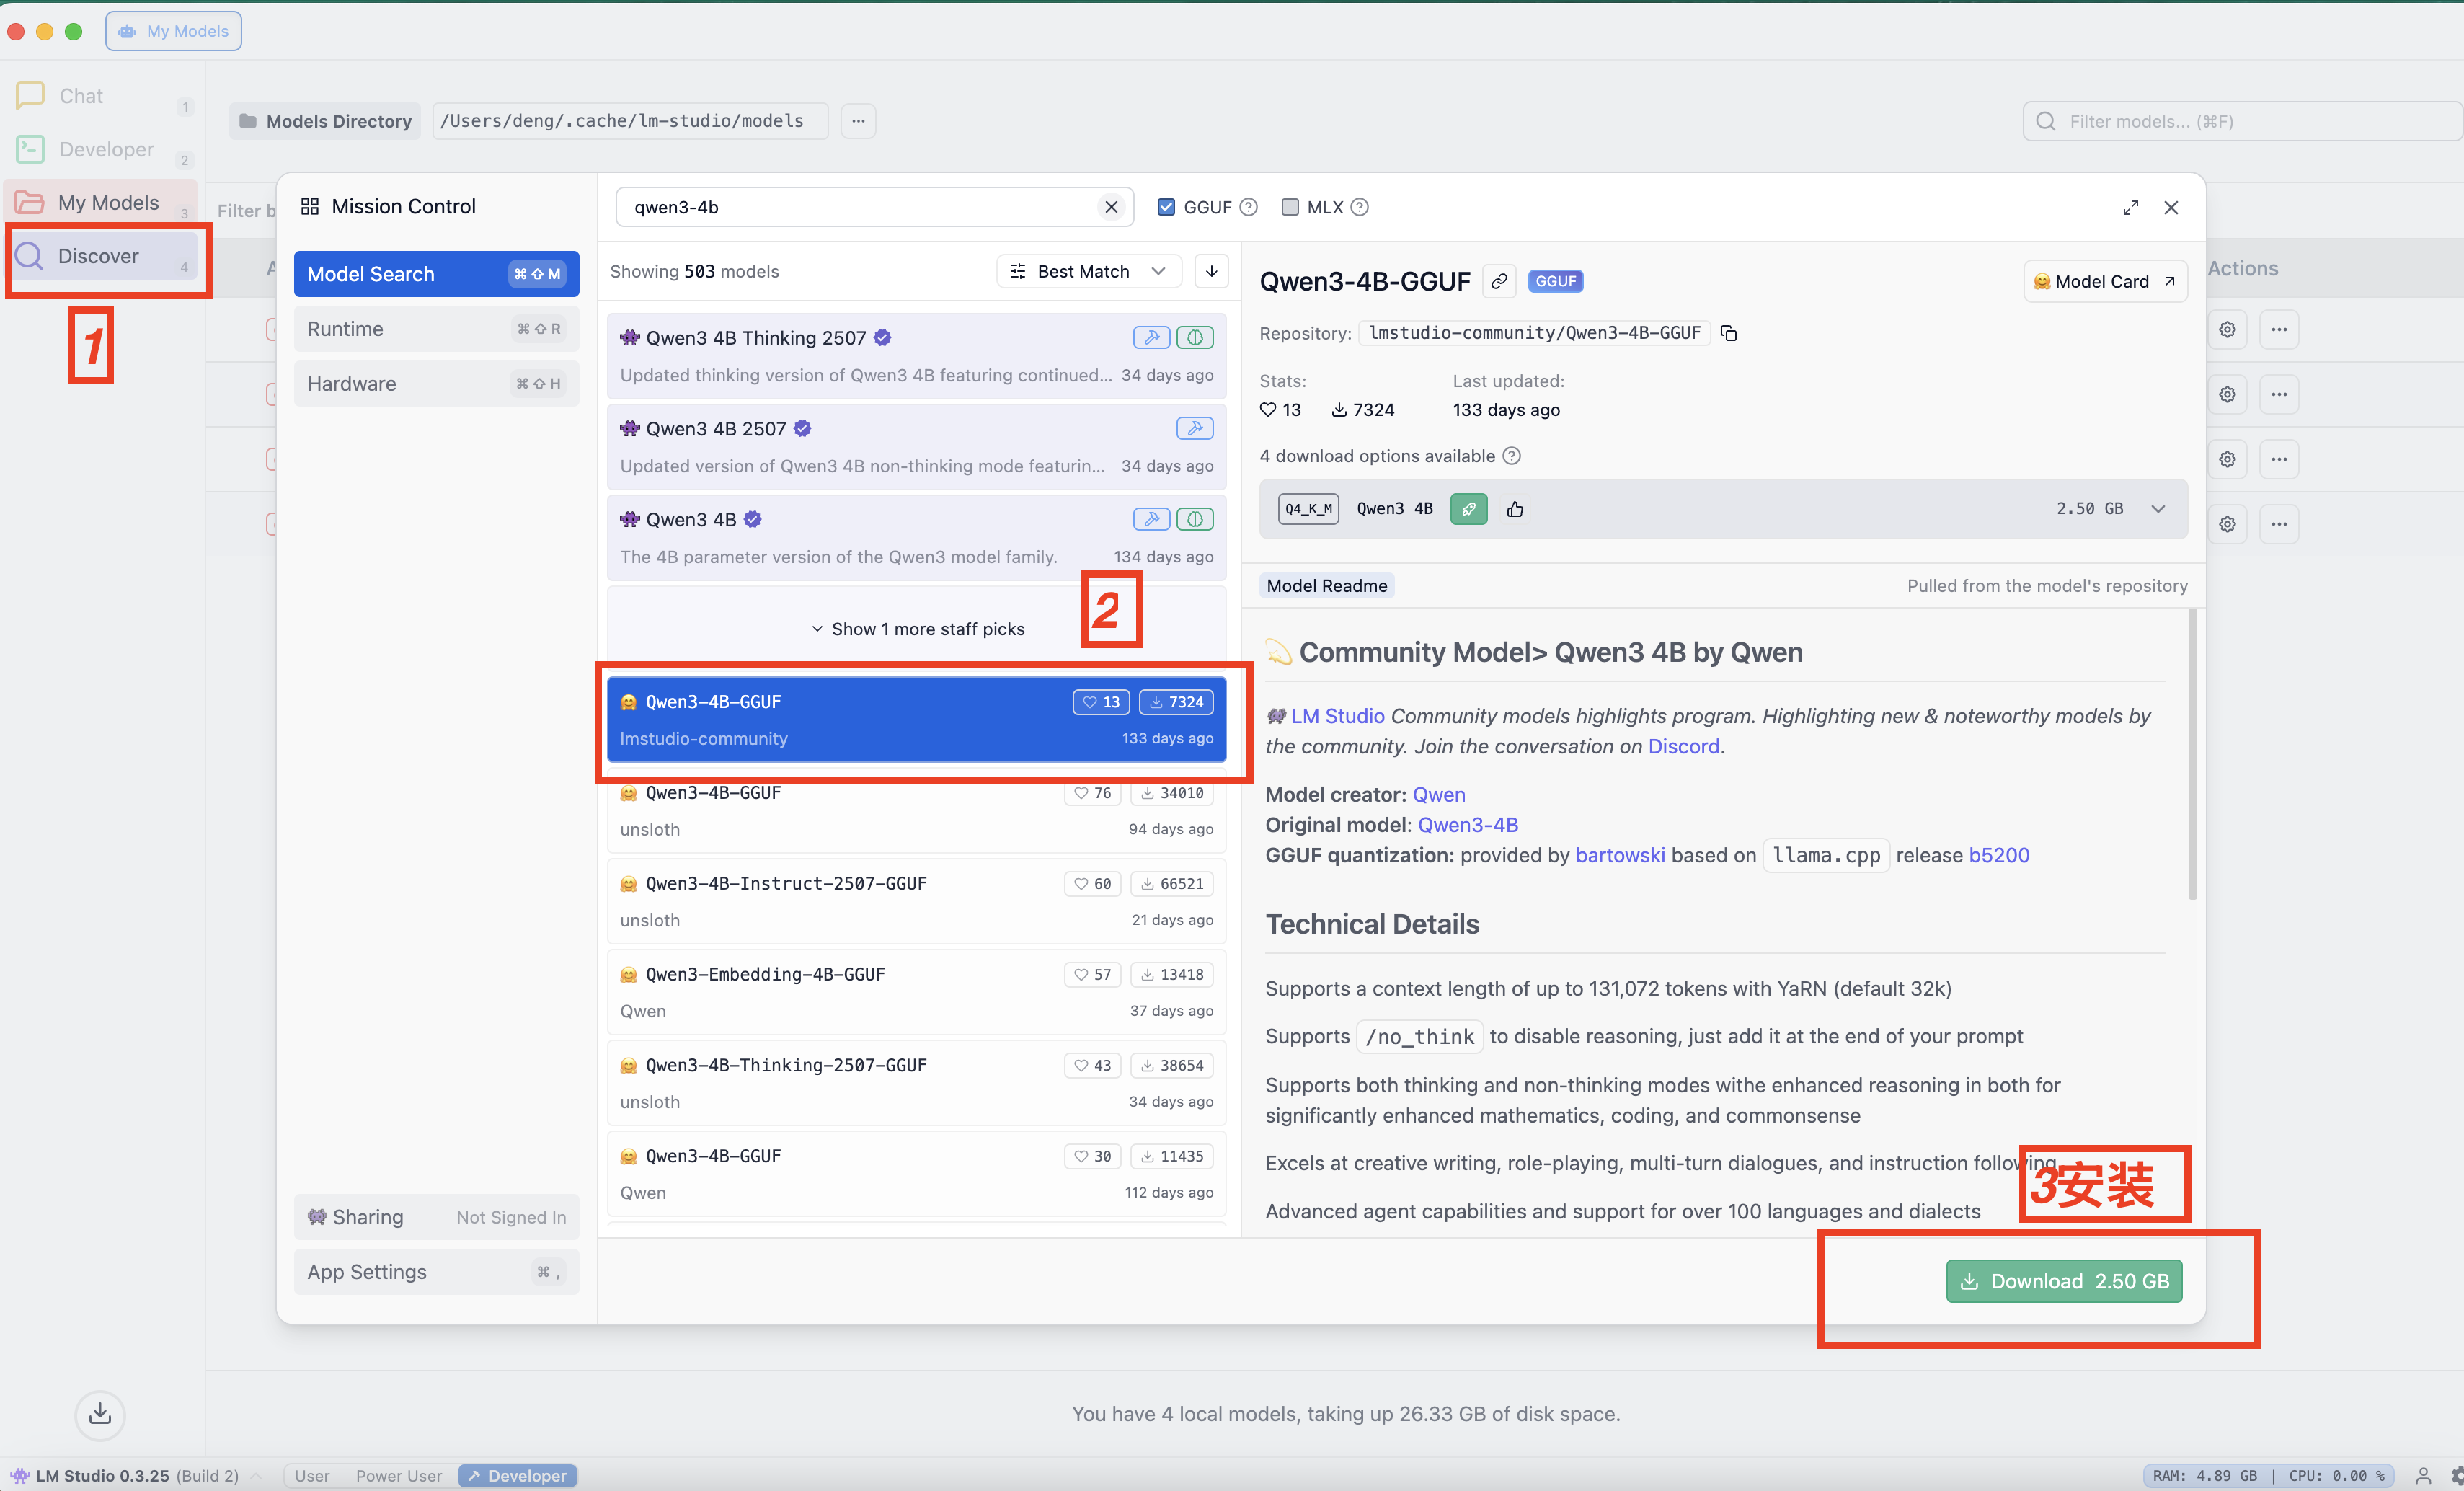 My Models
Chat 1
Developer 2
My Models 3
Discover 4
1
Models Directory /Users/deng/.cache/lm-studio/models ...
Filter models... (⌘F)
Filter b
Actions
Mission Control
Model Search ⌘ ⇧ M
Runtime ⌘ ⇧ R
Hardware ⌘ ⇧ H
Sharing Not Signed In
App Settings ⌘ ,
qwen3-4b
GGUF ? MLX ?
Showing 503 models
Best Match
Qwen3 4B Thinking 2507
Updated thinking version of Qwen3 4B featuring continued... 34 days ago
Qwen3 4B 2507
Updated version of Qwen3 4B non-thinking mode featurin... 34 days ago
Qwen3 4B
The 4B parameter version of the Qwen3 model family. 134 days ago
2
Show 1 more staff picks
Qwen3-4B-GGUF 13 7324
lmstudio-community 133 days ago
Qwen3-4B-GGUF 76 34010
unsloth 94 days ago
Qwen3-4B-Instruct-2507-GGUF 60 66521
unsloth 21 days ago
Qwen3-Embedding-4B-GGUF 57 13418
Qwen 37 days ago
Qwen3-4B-Thinking-2507-GGUF 43 38654
unsloth 34 days ago
Qwen3-4B-GGUF 30 11435
Qwen 112 days ago
Qwen3-4B-GGUF GGUF
Model Card
Repository: lmstudio-community/Qwen3-4B-GGUF
Stats: Last updated:
13 7324 133 days ago
4 download options available ?
Q4_K_M Qwen3 4B 2.50 GB
Model Readme Pulled from the model's repository
💫 Community Model> Qwen3 4B by Qwen
👾 LM Studio Community models highlights program. Highlighting new & noteworthy models by
the community. Join the conversation on Discord.
Model creator: Qwen
Original model: Qwen3-4B
GGUF quantization: provided by bartowski based on llama.cpp release b5200
Technical Details
Supports a context length of up to 131,072 tokens with YaRN (default 32k)
Supports /no_think to disable reasoning, just add it at the end of your prompt
Supports both thinking and non-thinking modes withe enhanced reasoning in both for
significantly enhanced mathematics, coding, and commonsense
Excels at creative writing, role-playing, multi-turn dialogues, and instruction following
3安装
Advanced agent capabilities and support for over 100 languages and dialects
Download 2.50 GB
You have 4 local models, taking up 26.33 GB of disk space.
LM Studio 0.3.25 (Build 2)
User Power User Developer
RAM: 4.89 GB | CPU: 0.00 %